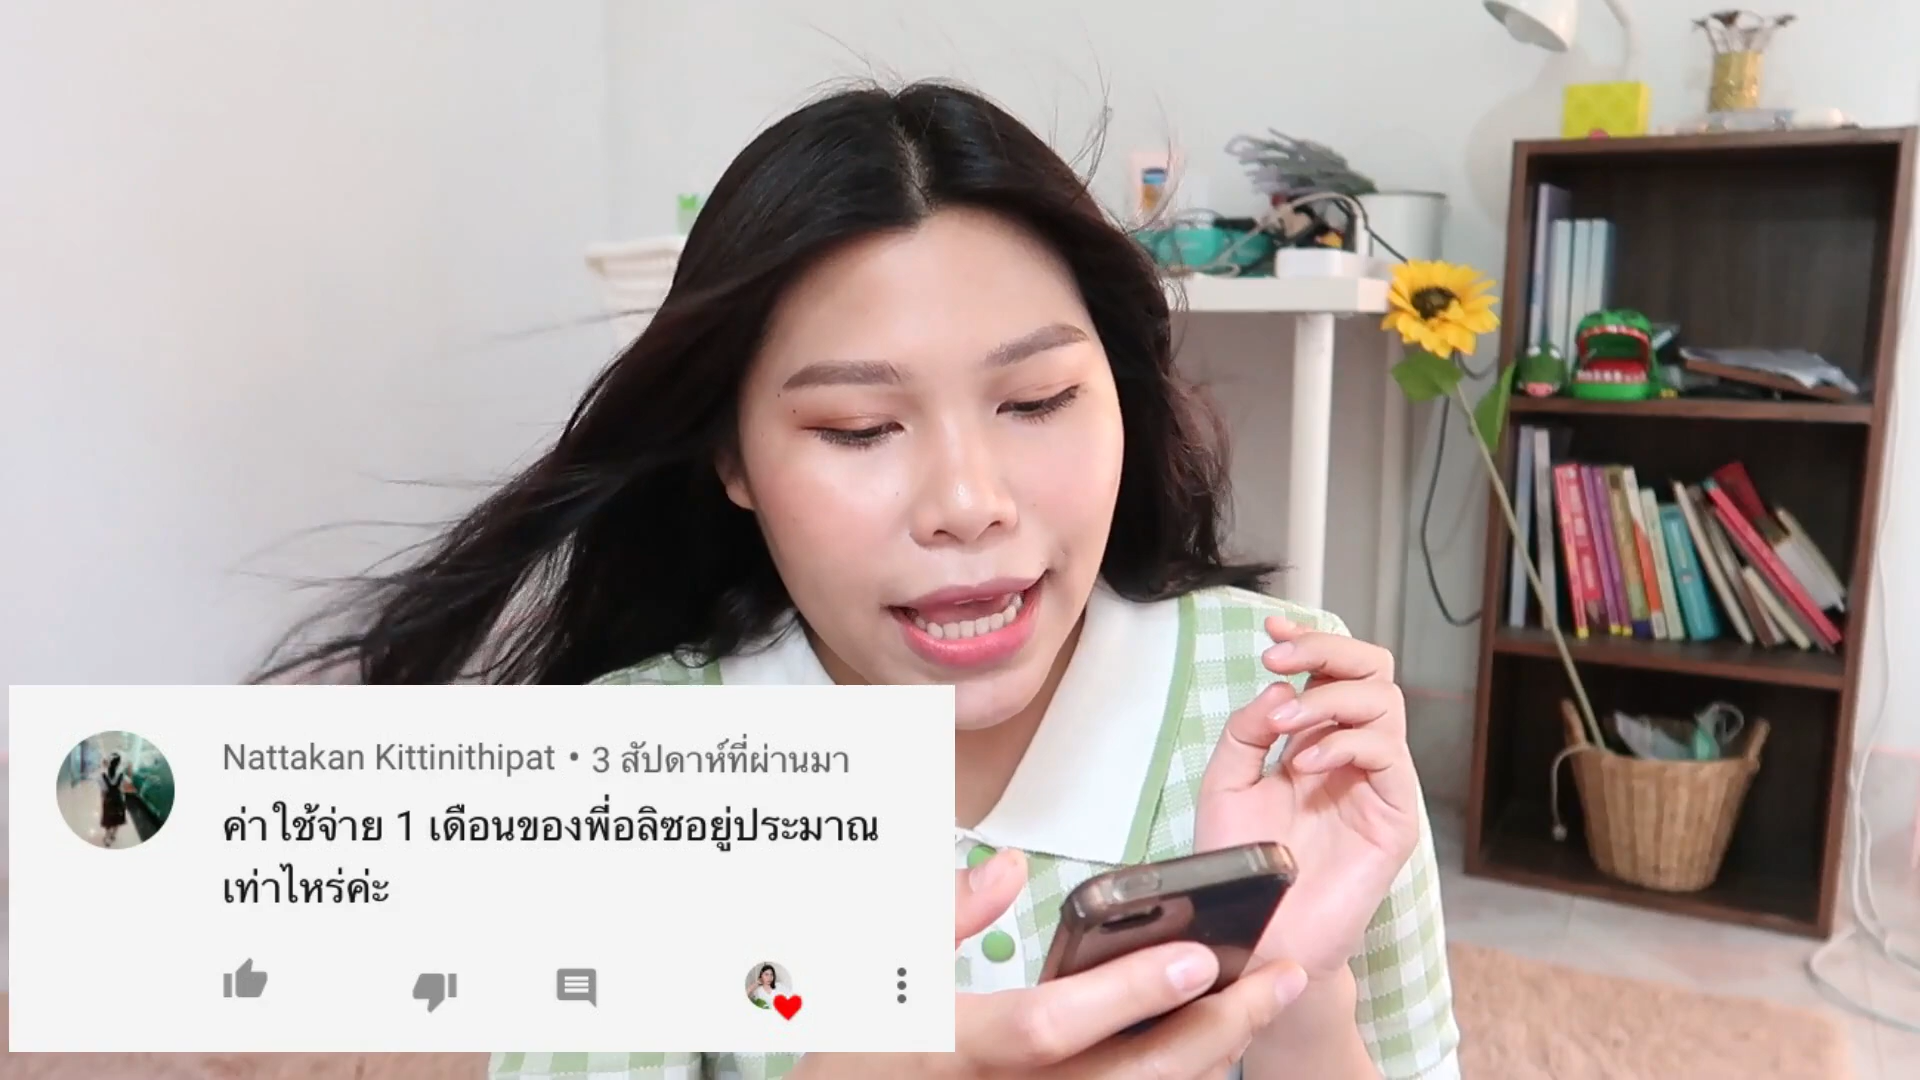 Nattakan Kittinithipat • 3 สัปดาห์ที่ผ่านมา
ค่าใช้จ่าย 1 เดือนของพี่อลิซอยู่ประมาณ
เท่าไหร่ค่ะ